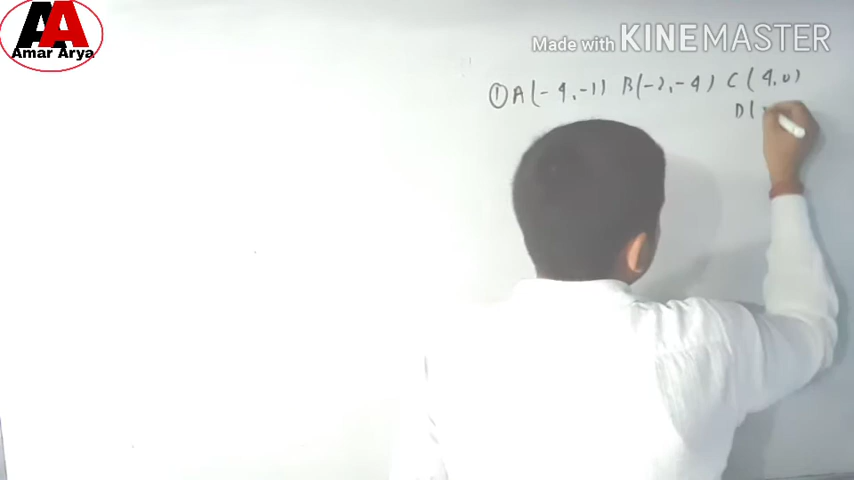 AA
Amar Arya
Made with KINEMASTER
① A(-4,-1) B(-2,-4) C(4,0)
D(